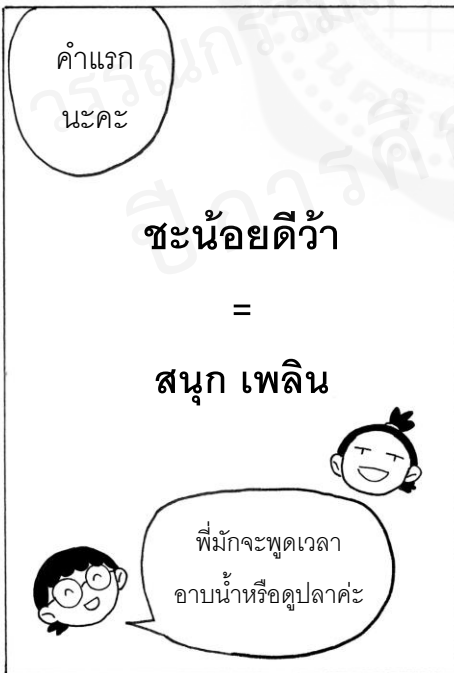 คำแรก
นะคะ
ชะน้อยดีว้า
=
สนุก เพลิน
พี่มักจะพูดเวลา
อาบน้ำหรือดูปลาค่ะ